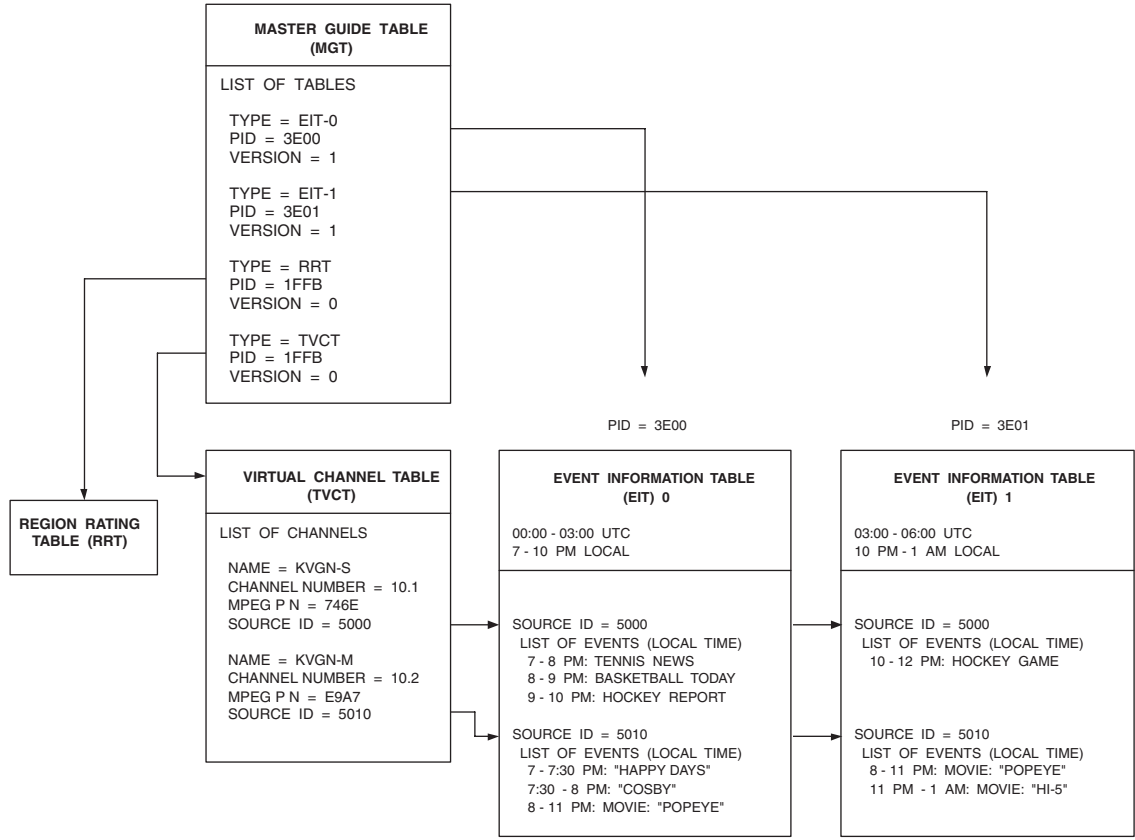 MASTER GUIDE TABLE
(MGT)
LIST OF TABLES
TYPE = EIT-0
PID = 3E00
VERSION = 1
TYPE = EIT-1
PID = 3E01
VERSION = 1
TYPE = RRT
PID = 1FFB
VERSION = 0
TYPE = TVCT
PID = 1FFB
VERSION = 0
REGION RATING
TABLE (RRT)
VIRTUAL CHANNEL TABLE
(TVCT)
LIST OF CHANNELS
NAME = KVGN-S
CHANNEL NUMBER = 10.1
MPEG P N = 746E
SOURCE ID = 5000
NAME = KVGN-M
CHANNEL NUMBER = 10.2
MPEG P N = E9A7
SOURCE ID = 5010
PID = 3E00
EVENT INFORMATION TABLE
(EIT) 0
00:00 - 03:00 UTC
7 - 10 PM LOCAL
SOURCE ID = 5000
LIST OF EVENTS (LOCAL TIME)
7 - 8 PM: TENNIS NEWS
8 - 9 PM: BASKETBALL TODAY
9 - 10 PM: HOCKEY REPORT
SOURCE ID = 5010
LIST OF EVENTS (LOCAL TIME)
7 - 7:30 PM: "HAPPY DAYS"
7:30 - 8 PM: "COSBY"
8 - 11 PM: MOVIE: "POPEYE"
PID = 3E01
EVENT INFORMATION TABLE
(EIT) 1
03:00 - 06:00 UTC
10 PM - 1 AM LOCAL
SOURCE ID = 5000
LIST OF EVENTS (LOCAL TIME)
10 - 12 PM: HOCKEY GAME
SOURCE ID = 5010
LIST OF EVENTS (LOCAL TIME)
8 - 11 PM: MOVIE: "POPEYE"
11 PM - 1 AM: MOVIE: "HI-5"